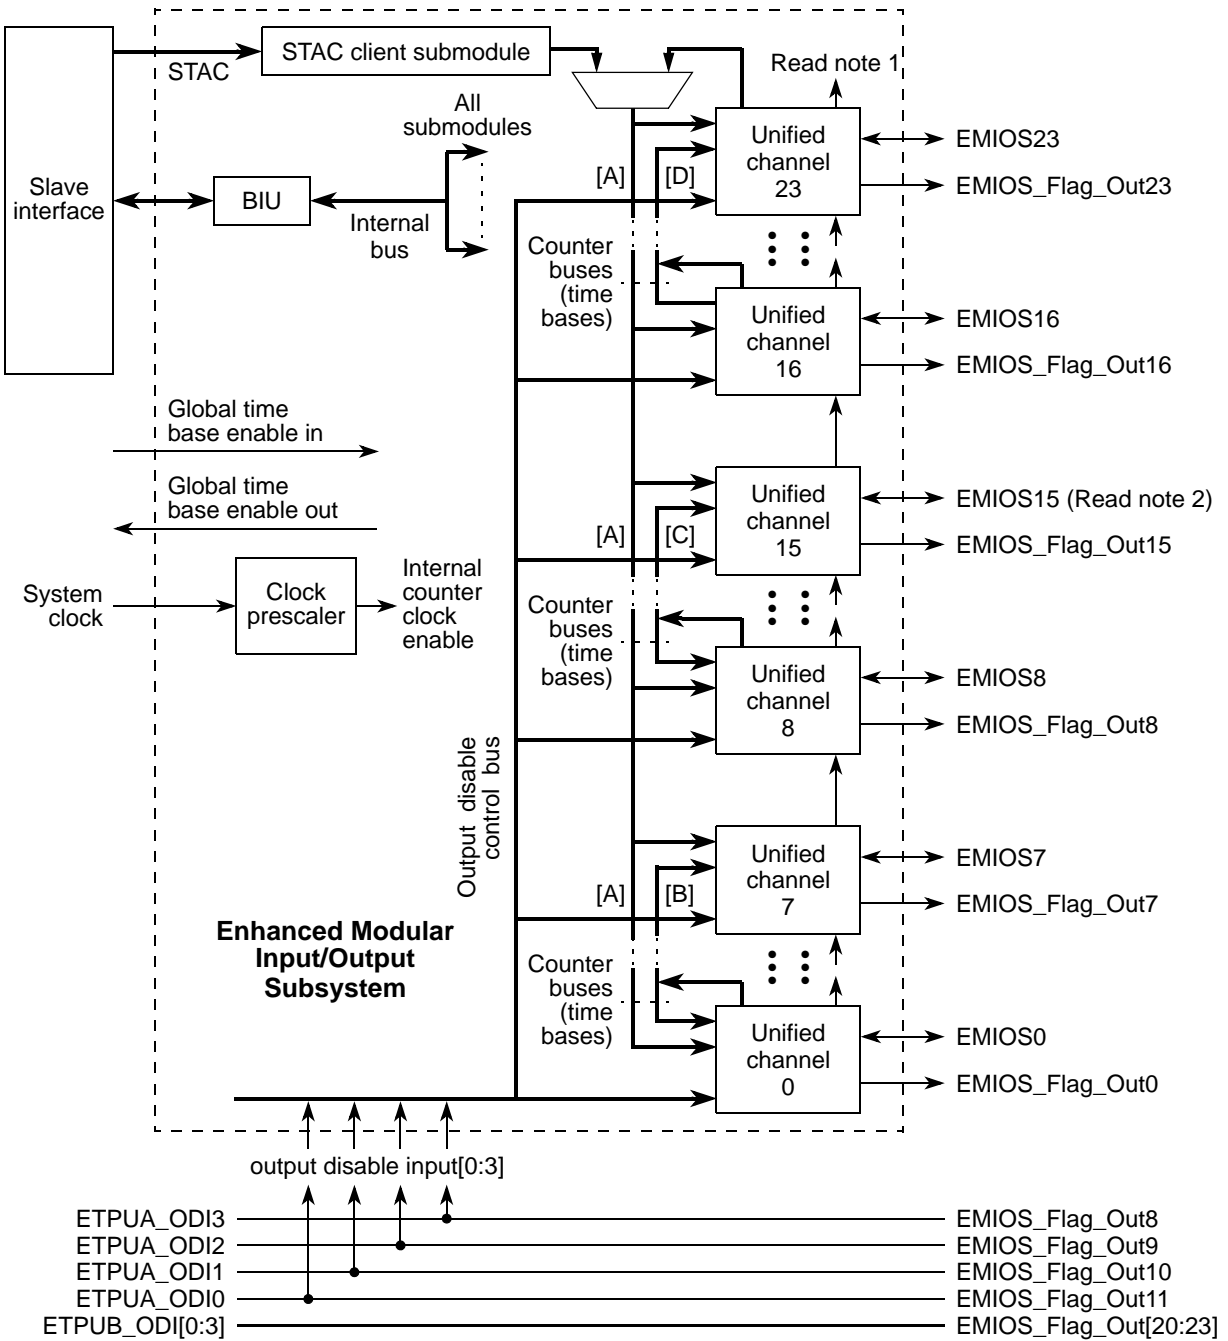 STAC client submodule
STAC
Read note 1
All
submodules
Slave
interface
BIU
Internal
bus
[A]
[D]
Unified
channel
23
EMIOS23
EMIOS_Flag_Out23
Counter
buses
(time
bases)
Unified
channel
16
EMIOS16
EMIOS_Flag_Out16
Global time
base enable in
Global time
base enable out
[A]
[C]
Unified
channel
15
EMIOS15 (Read note 2)
EMIOS_Flag_Out15
System
clock
Clock
prescaler
Internal
counter
clock
enable
Counter
buses
(time
bases)
Unified
channel
8
EMIOS8
EMIOS_Flag_Out8
Output disable
control bus
[A]
[B]
Unified
channel
7
EMIOS7
EMIOS_Flag_Out7
Enhanced Modular
Input/Output
Subsystem
Counter
buses
(time
bases)
Unified
channel
0
EMIOS0
EMIOS_Flag_Out0
output disable input[0:3]
ETPUA_ODI3
EMIOS_Flag_Out8
ETPUA_ODI2
EMIOS_Flag_Out9
ETPUA_ODI1
EMIOS_Flag_Out10
ETPUA_ODI0
EMIOS_Flag_Out11
ETPUB_ODI[0:3]
EMIOS_Flag_Out[20:23]